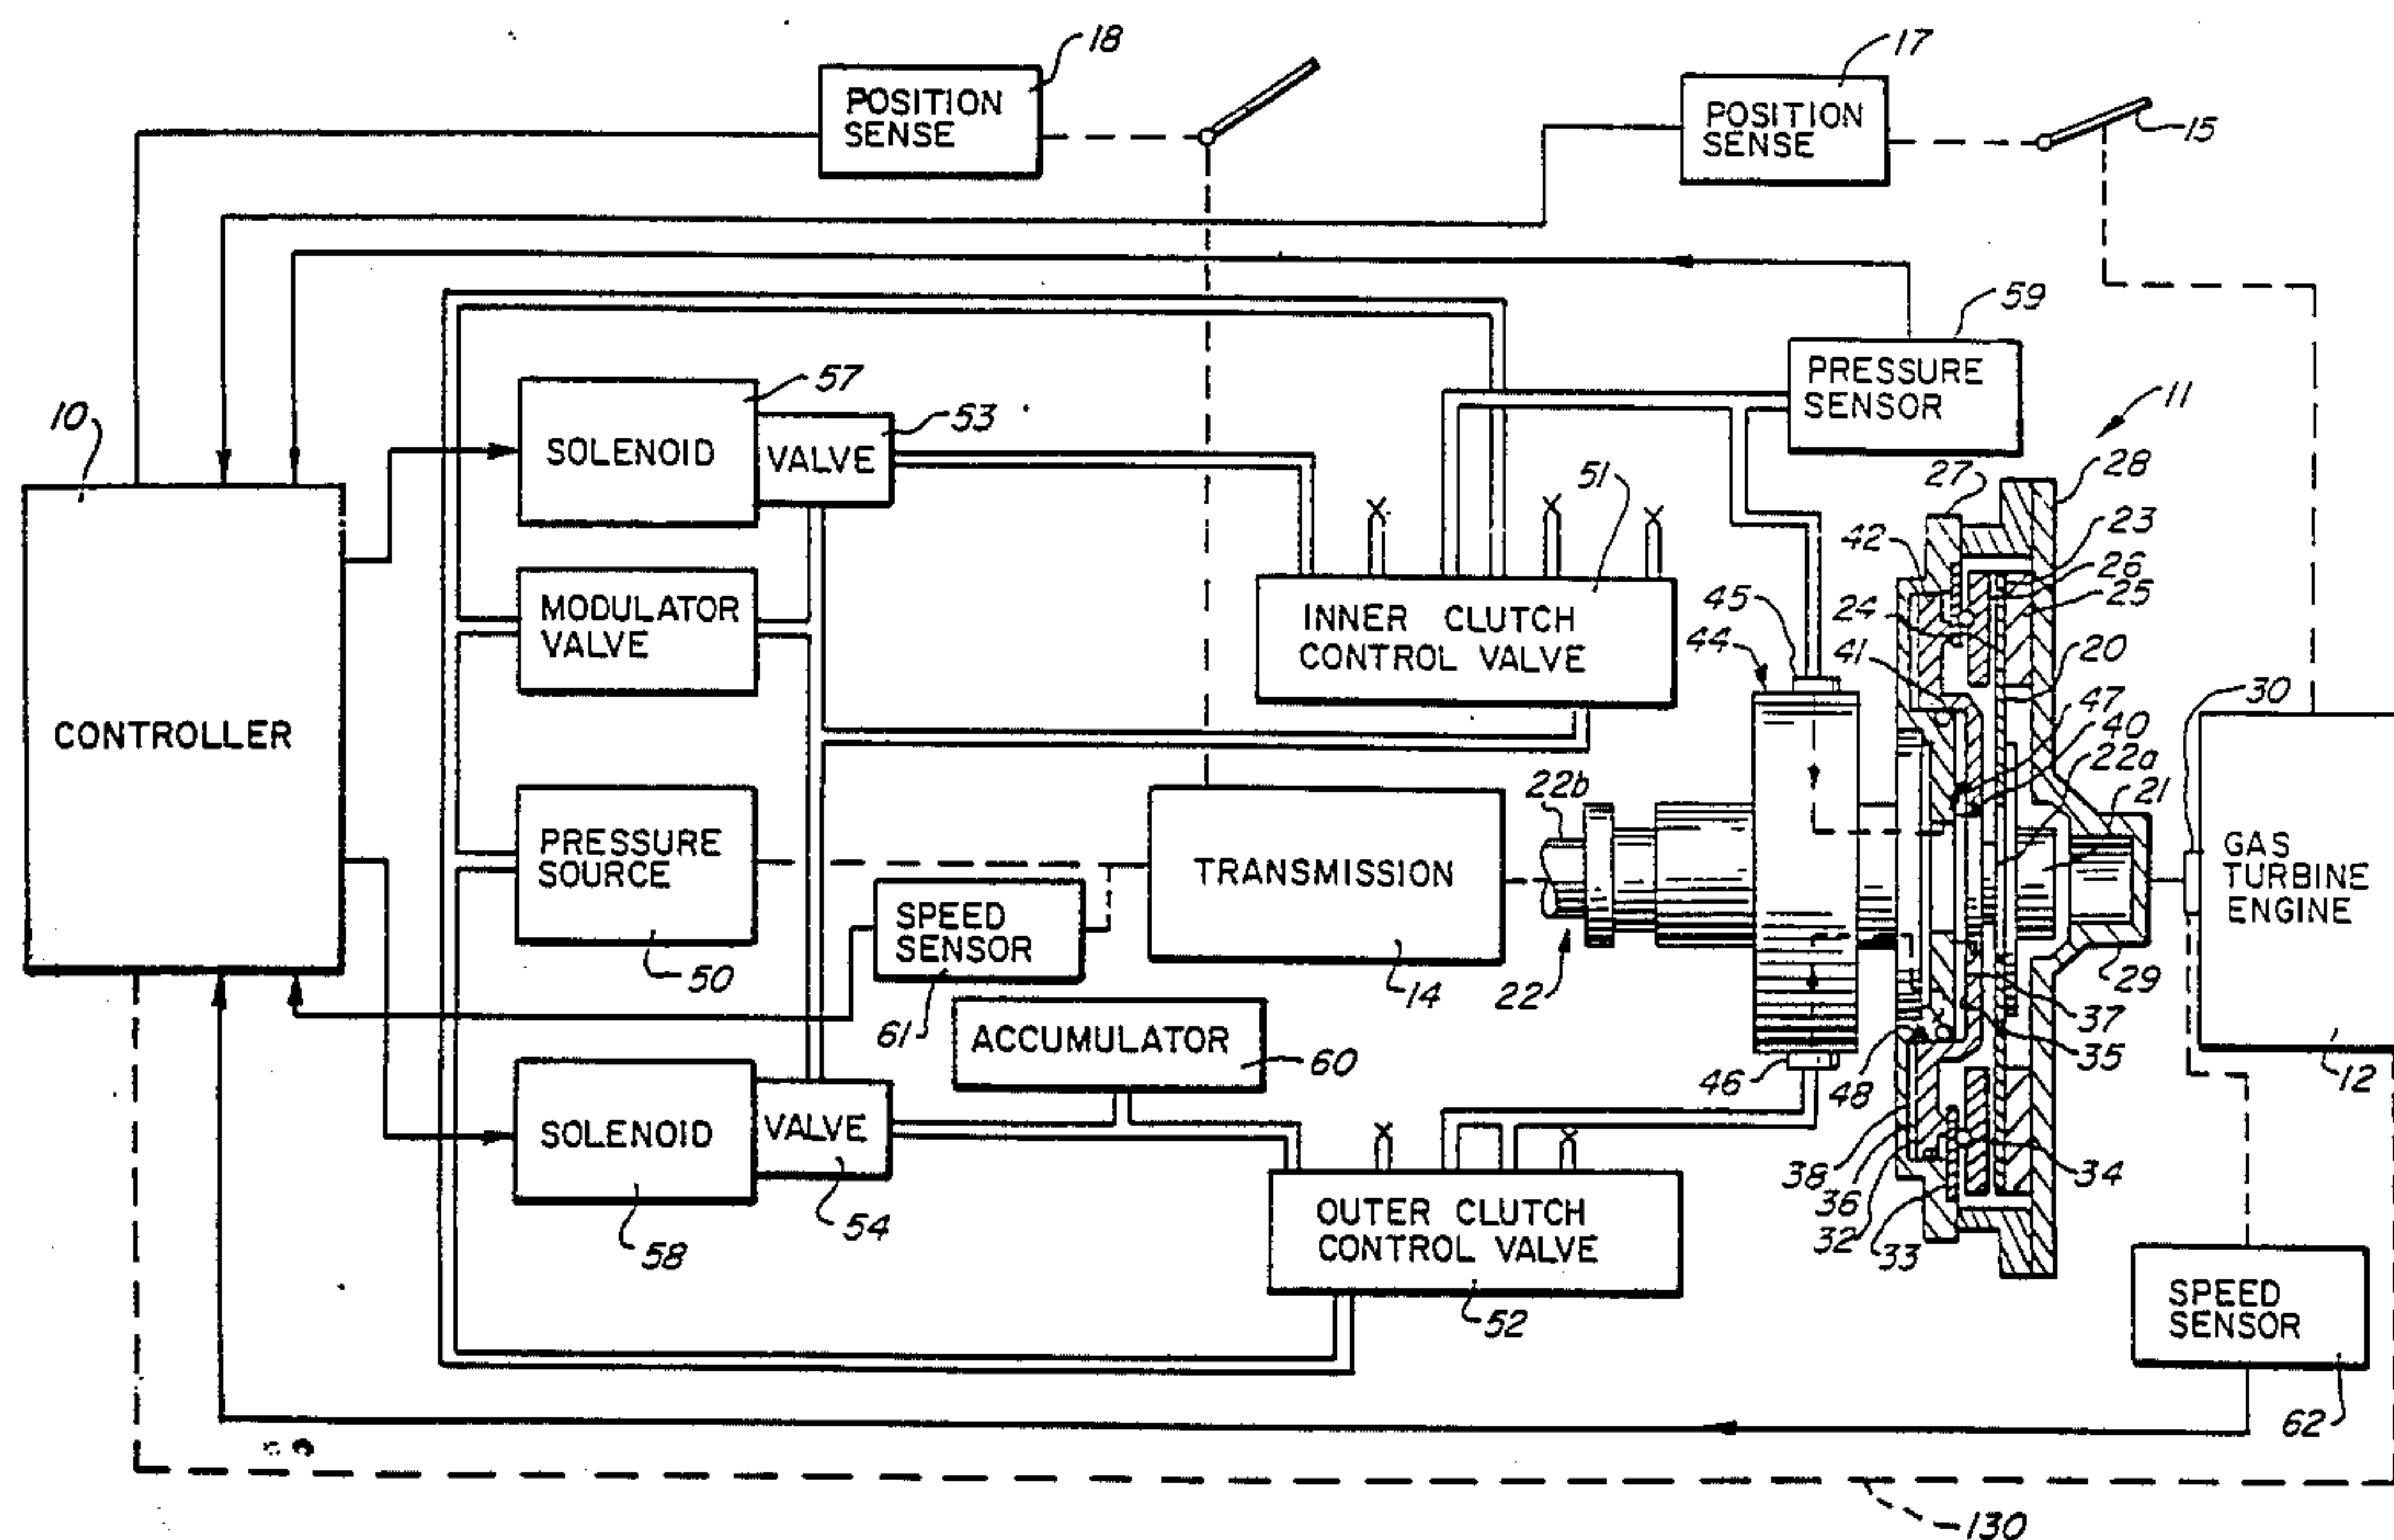 18
17
POSITION
SENSE
POSITION
SENSE
15
59
57
PRESSURE
SENSOR
11
10
53
SOLENOID
VALVE
51
28
27
23
42
26
MODULATOR
VALVE
45
24
25
INNER CLUTCH
CONTROL VALVE
44
41
20
47
30
40
CONTROLLER
22a
21
22b
PRESSURE
SOURCE
TRANSMISSION
GAS
TURBINE
ENGINE
SPEED
SENSOR
50
14
22
29
61
37
ACCUMULATOR
60
35
46
48
12
SOLENOID
VALVE
38
36
34
32
33
54
58
OUTER CLUTCH
CONTROL VALVE
52
SPEED
SENSOR
62
130